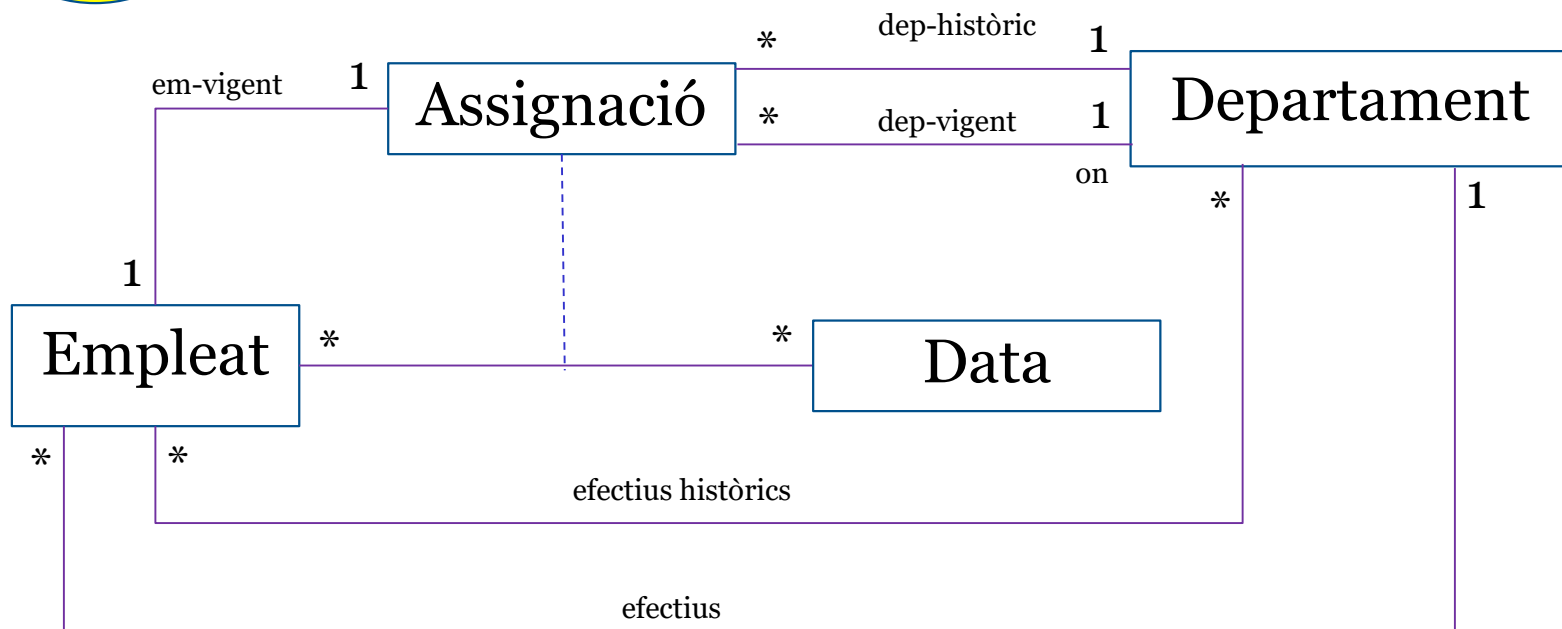 dep-històric
* 1
em-vigent 1 Assignació Departament
* dep-vigent 1
on
* 1
1
Empleat * * Data
* *
efectius històrics
efectius